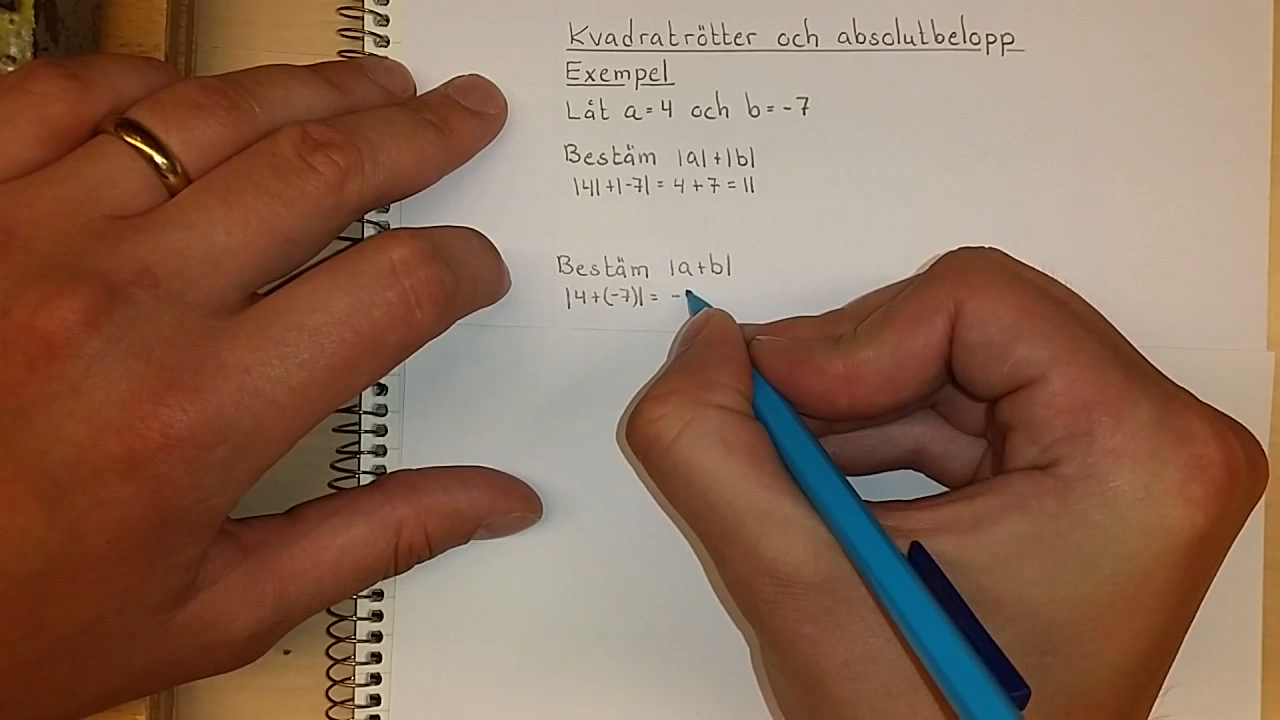 Kvadratrötter och absolutbelopp
Exempel
Låt a=4 och b=-7
Bestäm |a|+|b|
|4|+|-7| = 4+7 = 11
Bestäm |a+b|
|4+(-7)| = -